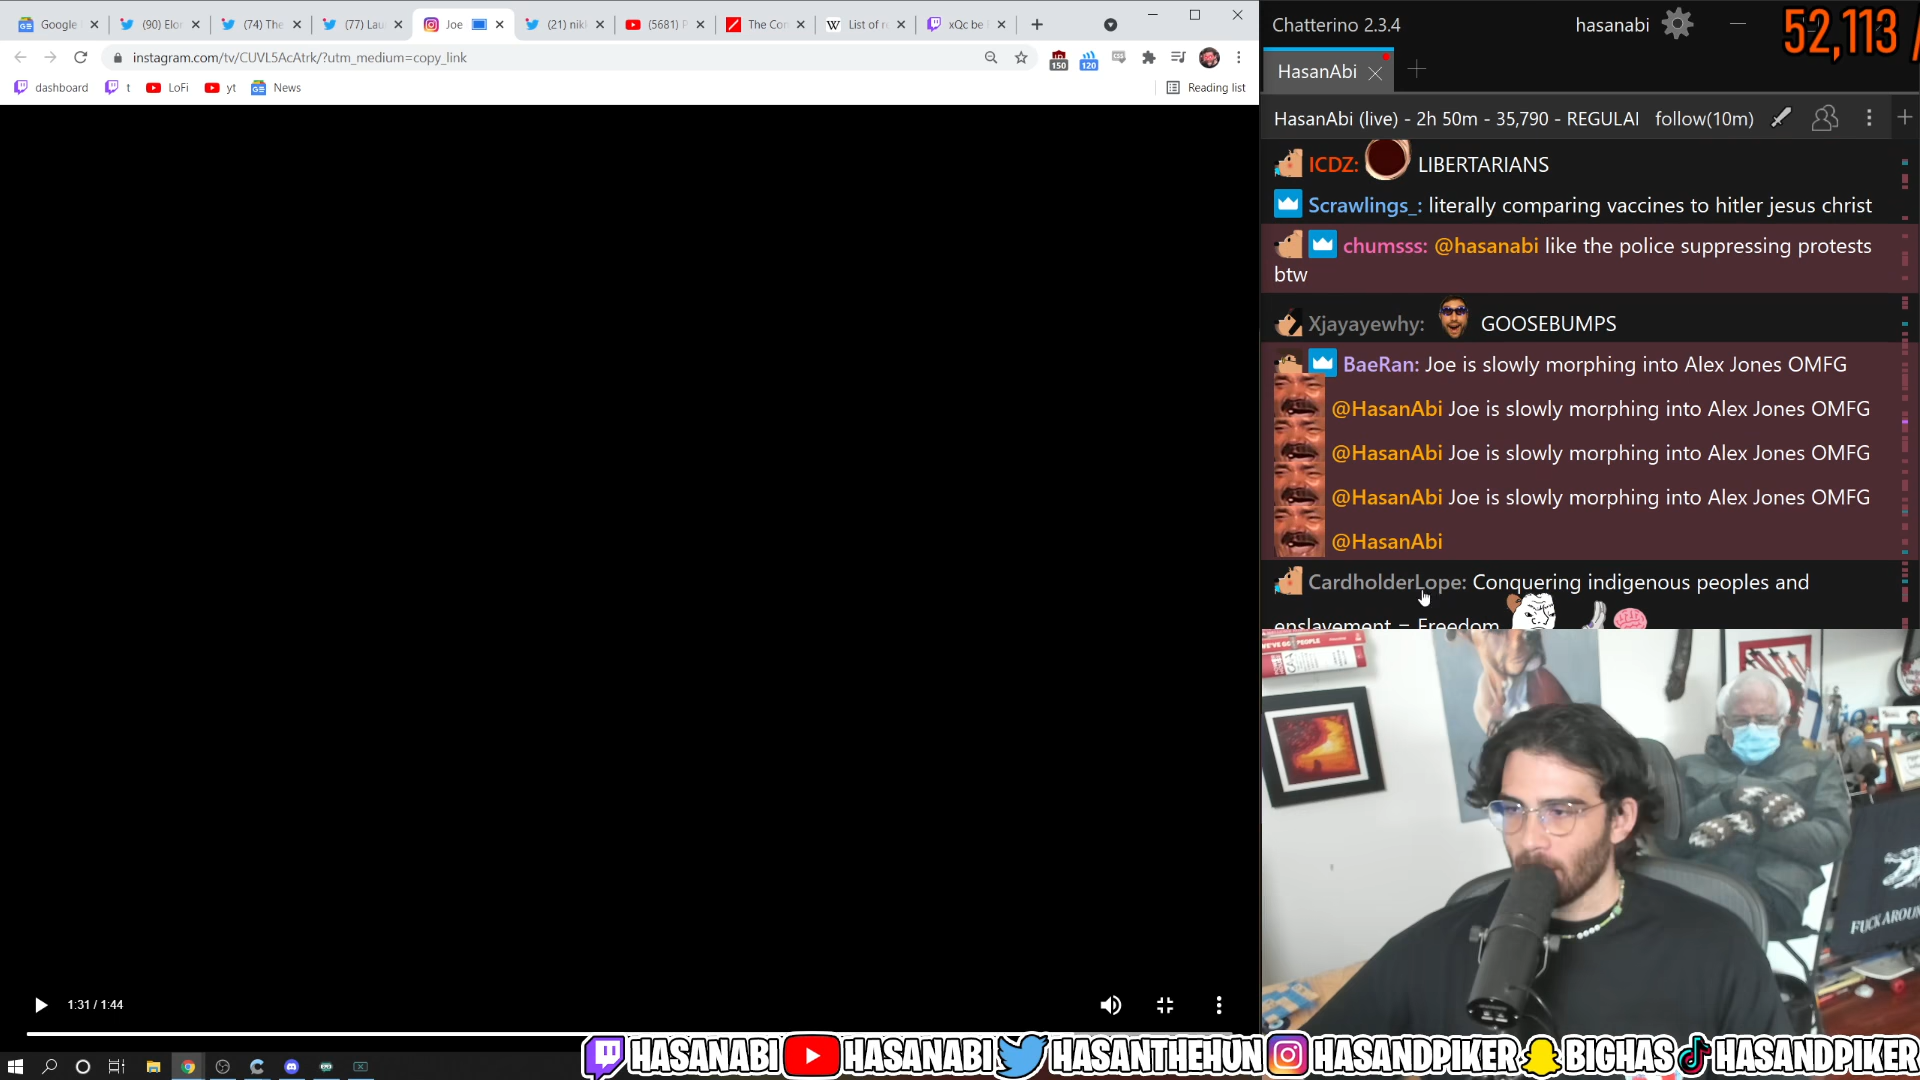 Google
(90) Elo
(74) The
(77) Lau
Joe
(21) nik
(5681) P
The Co
List of r
xQc be
instagram.com/tv/CUVL5AcAtrk/?utm_medium=copy_link
150
120
dashboard
t
LoFi
yt
News
Reading list
1:31 / 1:44
Chatterino 2.3.4
hasanabi
52,113 /
HasanAbi
HasanAbi (live) - 2h 50m - 35,790 - REGULAI
follow(10m)
ICDZ: LIBERTARIANS
Scrawlings_: literally comparing vaccines to hitler jesus christ
chumsss: @hasanabi like the police suppressing protests
btw
Xjayayewhy: GOOSEBUMPS
BaeRan: Joe is slowly morphing into Alex Jones OMFG
@HasanAbi Joe is slowly morphing into Alex Jones OMFG
@HasanAbi Joe is slowly morphing into Alex Jones OMFG
@HasanAbi Joe is slowly morphing into Alex Jones OMFG
@HasanAbi
CardholderLope: Conquering indigenous peoples and
enslavement = Freedom
FUCK AROUN
HASANABI
HASANABI
HASANTHEHUN
HASANDPIKER
BIGHAS
HASANDPIKER